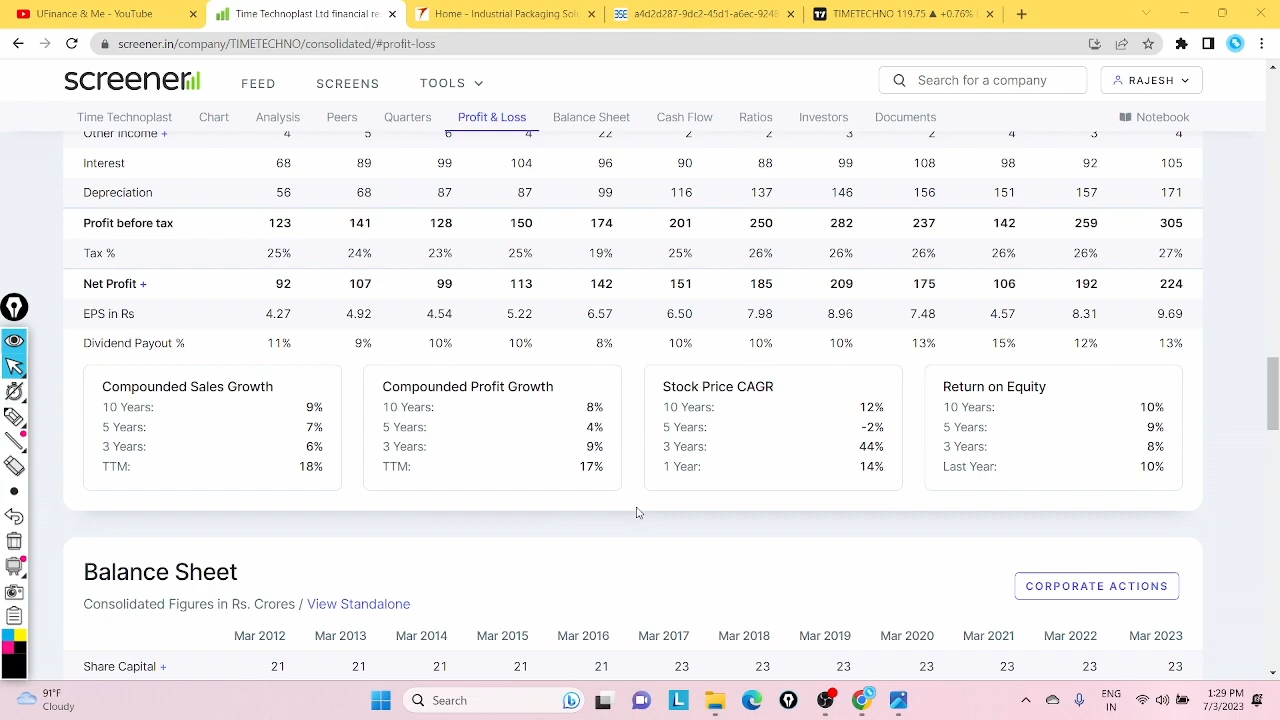 UFinance & Me - YouTube
Time Technoplast Ltd financial re
Home - Industrial Packaging Solu
a4d2d287-9dc2-45d1-a6ec-9248
TIMETECHNO 119.75 ▲ +0.76%
screener.in/company/TIMETECHNO/consolidated/#profit-loss
screener
FEED
SCREENS
TOOLS
Search for a company
RAJESH
Time Technoplast Chart Analysis Peers Quarters Profit & Loss Balance Sheet Cash Flow Ratios Investors Documents Notebook
Other Income + 4 5 6 4 22 2 2 3 2 4 3 4
Interest 68 89 99 104 96 90 88 99 108 98 92 105
Depreciation 56 68 87 87 99 116 137 146 156 151 157 171
Profit before tax 123 141 128 150 174 201 250 282 237 142 259 305
Tax % 25% 24% 23% 25% 19% 25% 26% 26% 26% 26% 26% 27%
Net Profit + 92 107 99 113 142 151 185 209 175 106 192 224
EPS in Rs 4.27 4.92 4.54 5.22 6.57 6.50 7.98 8.96 7.48 4.57 8.31 9.69
Dividend Payout % 11% 9% 10% 10% 8% 10% 10% 10% 13% 15% 12% 13%
Compounded Sales Growth
10 Years: 9%
5 Years: 7%
3 Years: 6%
TTM: 18%
Compounded Profit Growth
10 Years: 8%
5 Years: 4%
3 Years: 9%
TTM: 17%
Stock Price CAGR
10 Years: 12%
5 Years: -2%
3 Years: 44%
1 Year: 14%
Return on Equity
10 Years: 10%
5 Years: 9%
3 Years: 8%
Last Year: 10%
Balance Sheet
Consolidated Figures in Rs. Crores / View Standalone
CORPORATE ACTIONS
Mar 2012 Mar 2013 Mar 2014 Mar 2015 Mar 2016 Mar 2017 Mar 2018 Mar 2019 Mar 2020 Mar 2021 Mar 2022 Mar 2023
Share Capital + 21 21 21 21 21 23 23 23 23 23 23 23
91°F
Cloudy
Search
ENG
IN
1:29 PM
7/3/2023